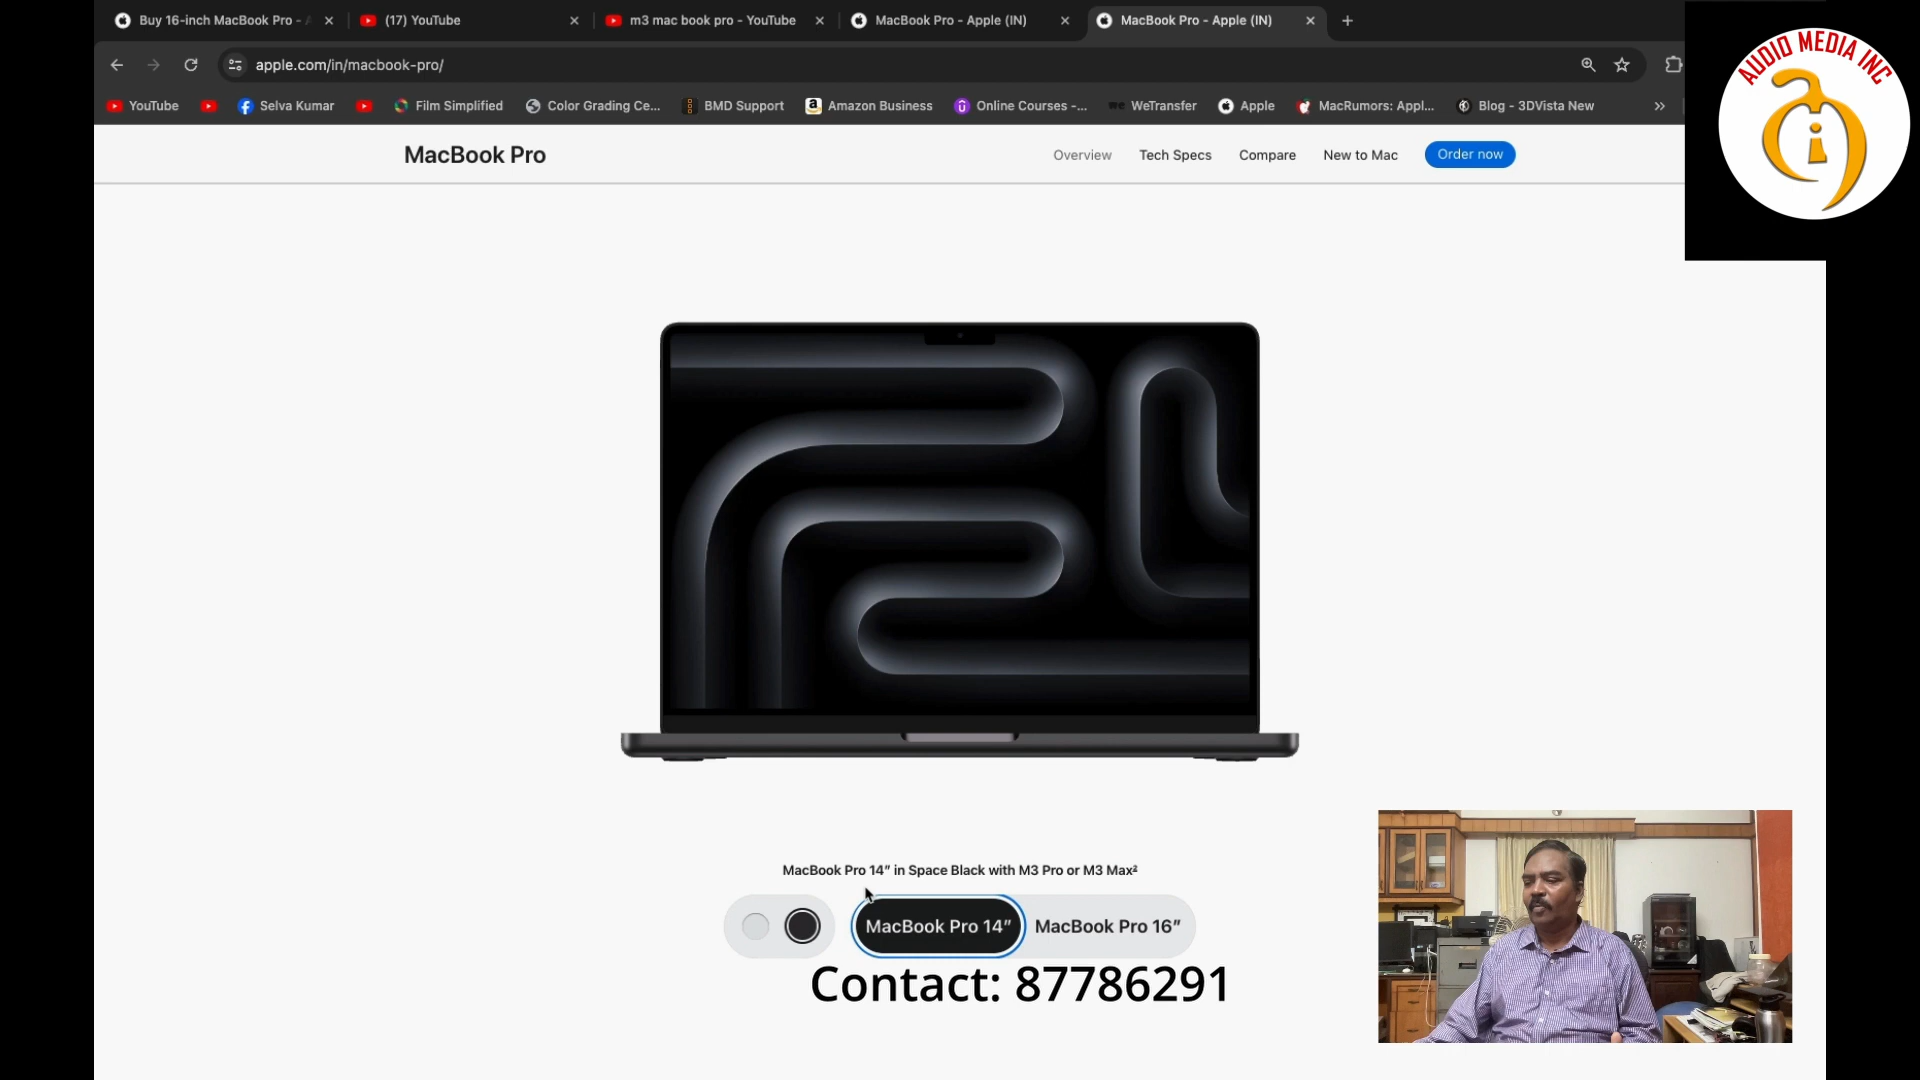 Buy 16-inch MacBook Pro - A
(17) YouTube
m3 mac book pro - YouTube
MacBook Pro - Apple (IN)
MacBook Pro - Apple (IN)
apple.com/in/macbook-pro/
YouTube
Selva Kumar
Film Simplified
Color Grading Ce...
BMD Support
Amazon Business
Online Courses -...
we WeTransfer
Apple
MacRumors: Appl...
Blog - 3DVista New
AUDIO MEDIA INC
MacBook Pro
Overview
Tech Specs
Compare
New to Mac
Order now
MacBook Pro 14” in Space Black with M3 Pro or M3 Max²
MacBook Pro 14”
MacBook Pro 16”
Contact: 87786291